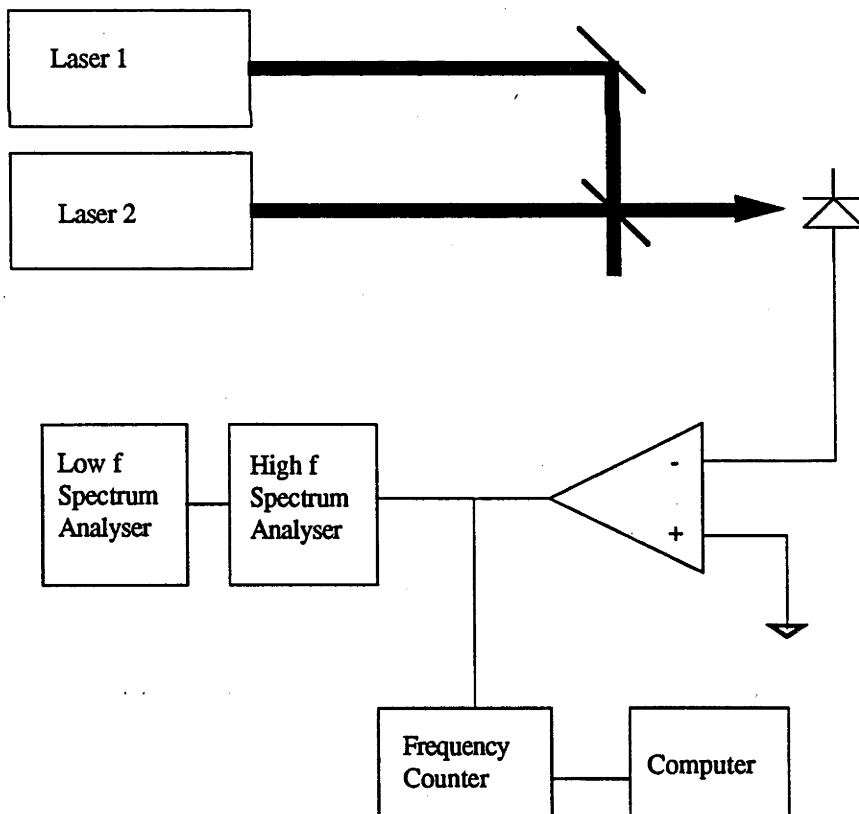 Laser 1
Laser 2
Low f
Spectrum
Analyser
High f
Spectrum
Analyser
-
+
Frequency
Counter
Computer